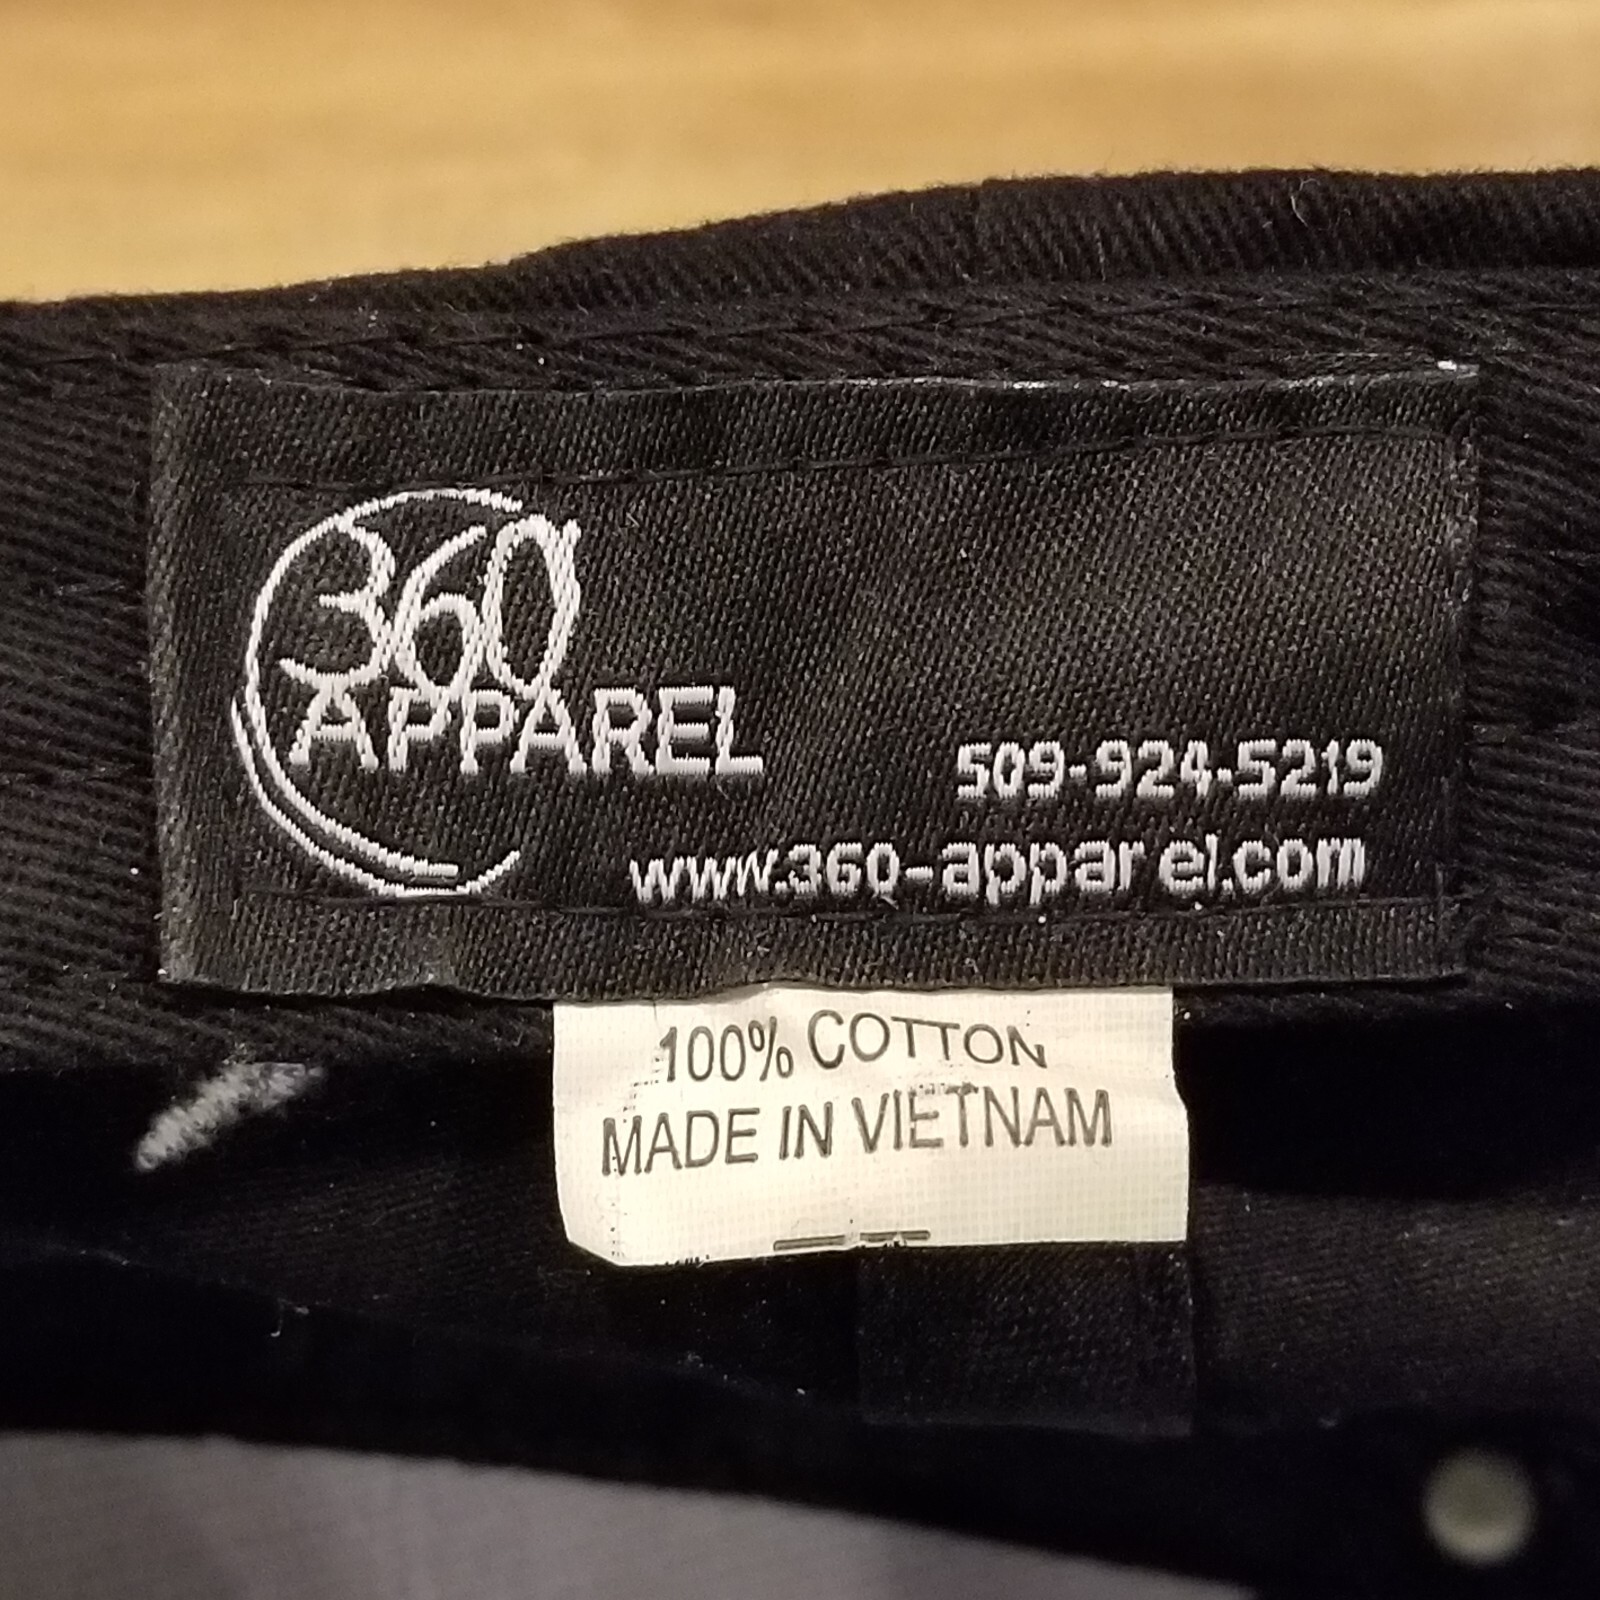 360
APPAREL
509-924-5219
www.360-apparel.com
100% COTTON
MADE IN VIETNAM